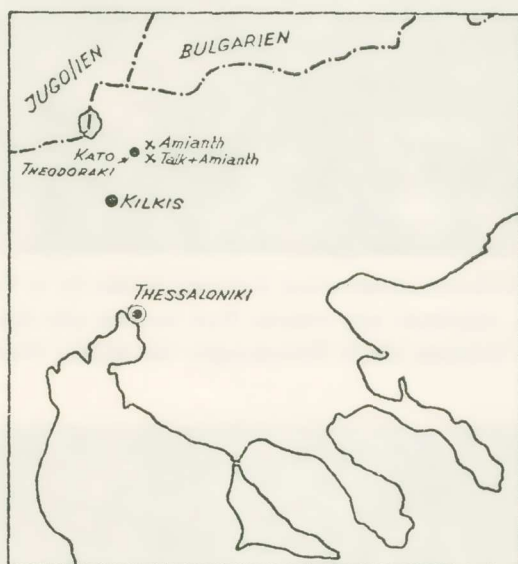 JUGOSLIEN
BULGARIEN
x Amianth
KATO
x Talk + Amianth
THEODORAKI
KILKIS
THESSALONIKI